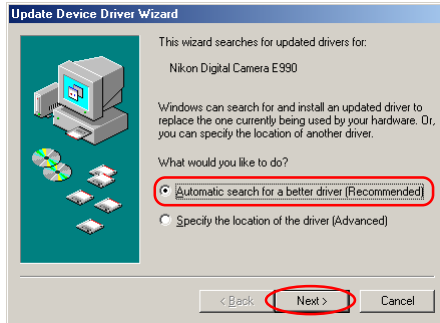 Update Device Driver Wizard
This wizard searches for updated drivers for:
Nikon Digital Camera E990
Windows can search for and install an updated driver to
replace the one currently being used by your hardware. Or,
you can specify the location of another driver.
What would you like to do?
Automatic search for a better driver (Recommended)
Specify the location of the driver (Advanced)
< Back Next > Cancel